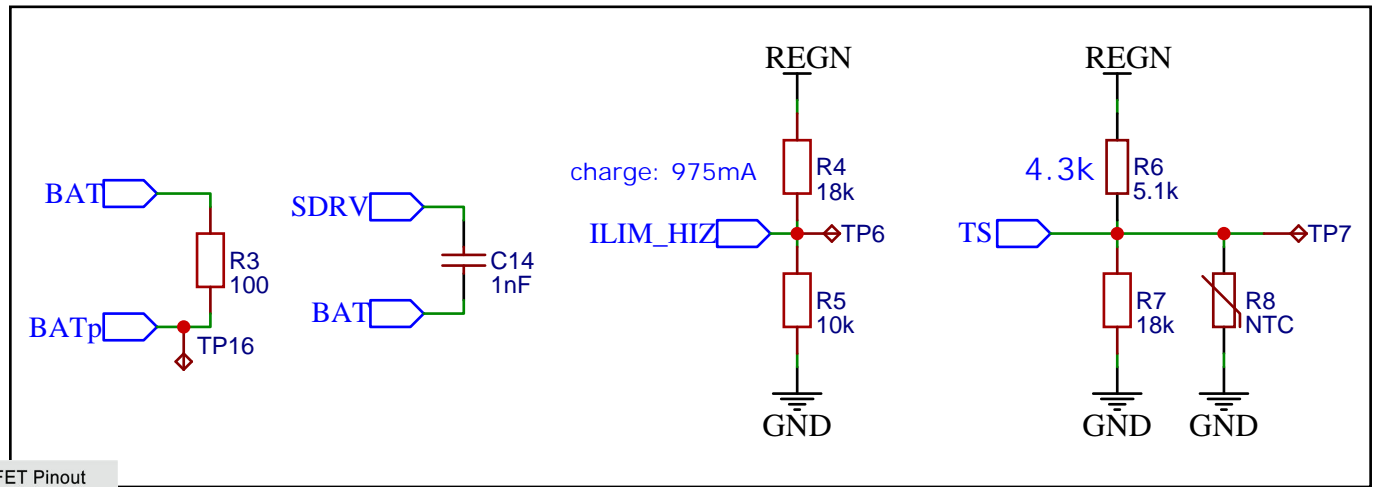 BAT
R3
100
BATp
TP16
SDRV
C14
1nF
BAT
REGN
charge: 975mA
R4
18k
ILIM_HIZ
TP6
R5
10k
GND
REGN
4.3k
R6
5.1k
TS
TP7
R7
18k
R8
NTC
GND
GND
FET Pinout